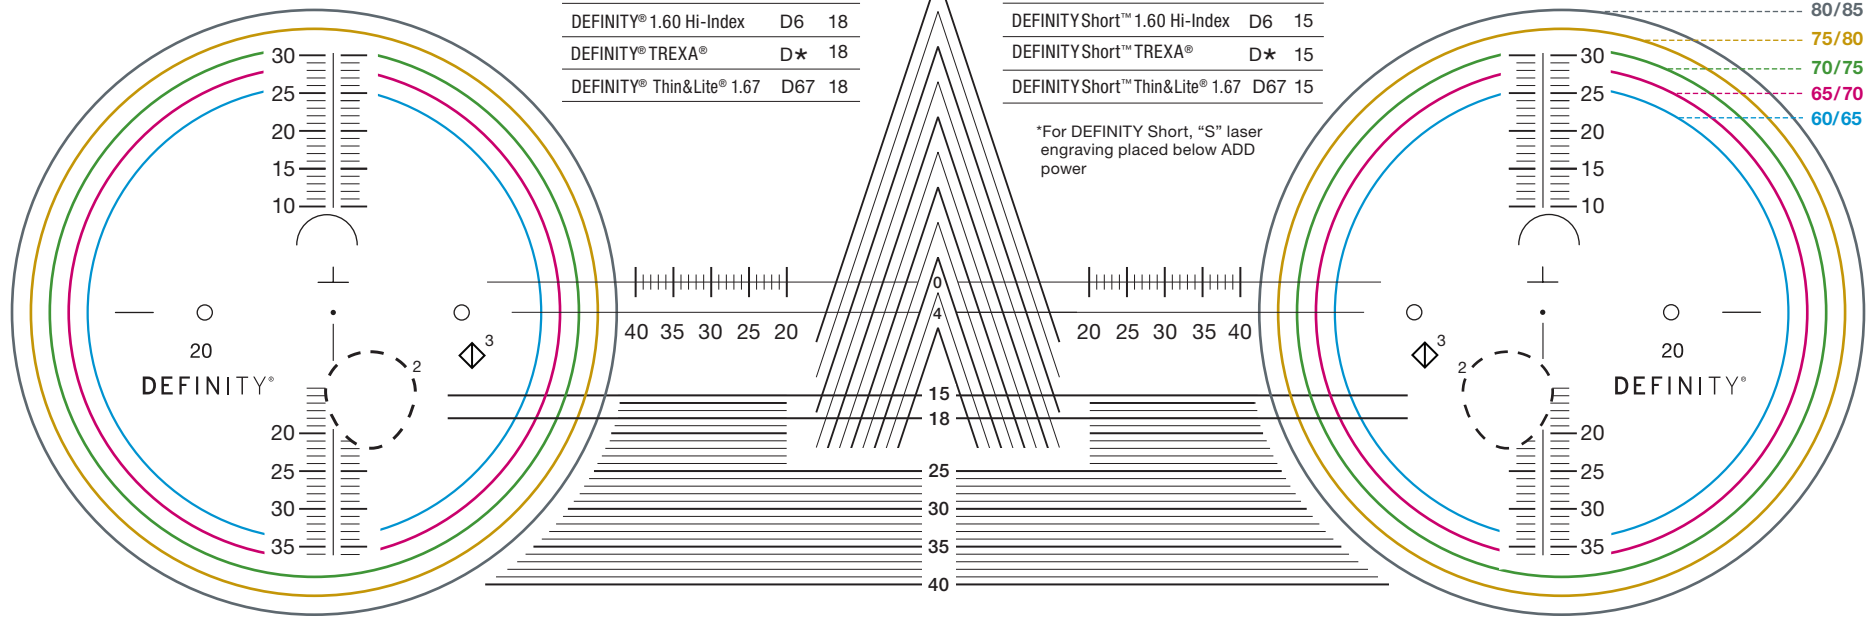 DEFINITY® 1.60 Hi-Index D6 18
DEFINITY® TREXA® D* 18
DEFINITY® Thin&Lite® 1.67 D67 18
DEFINITY Short™ 1.60 Hi-Index D6 15
DEFINITY Short™ TREXA® D* 15
DEFINITY Short™ Thin&Lite® 1.67 D67 15
*For DEFINITY Short, “S” laser
engraving placed below ADD
power
80/85
75/80
70/75
65/70
60/65
30
25
20
15
10
20
3
2
DEFINITY®
20
25
30
35
40 35 30 25 20
0
4
15
18
25
30
35
40
20 25 30 35 40
30
25
20
15
10
3
2
20
DEFINITY®
20
25
30
35